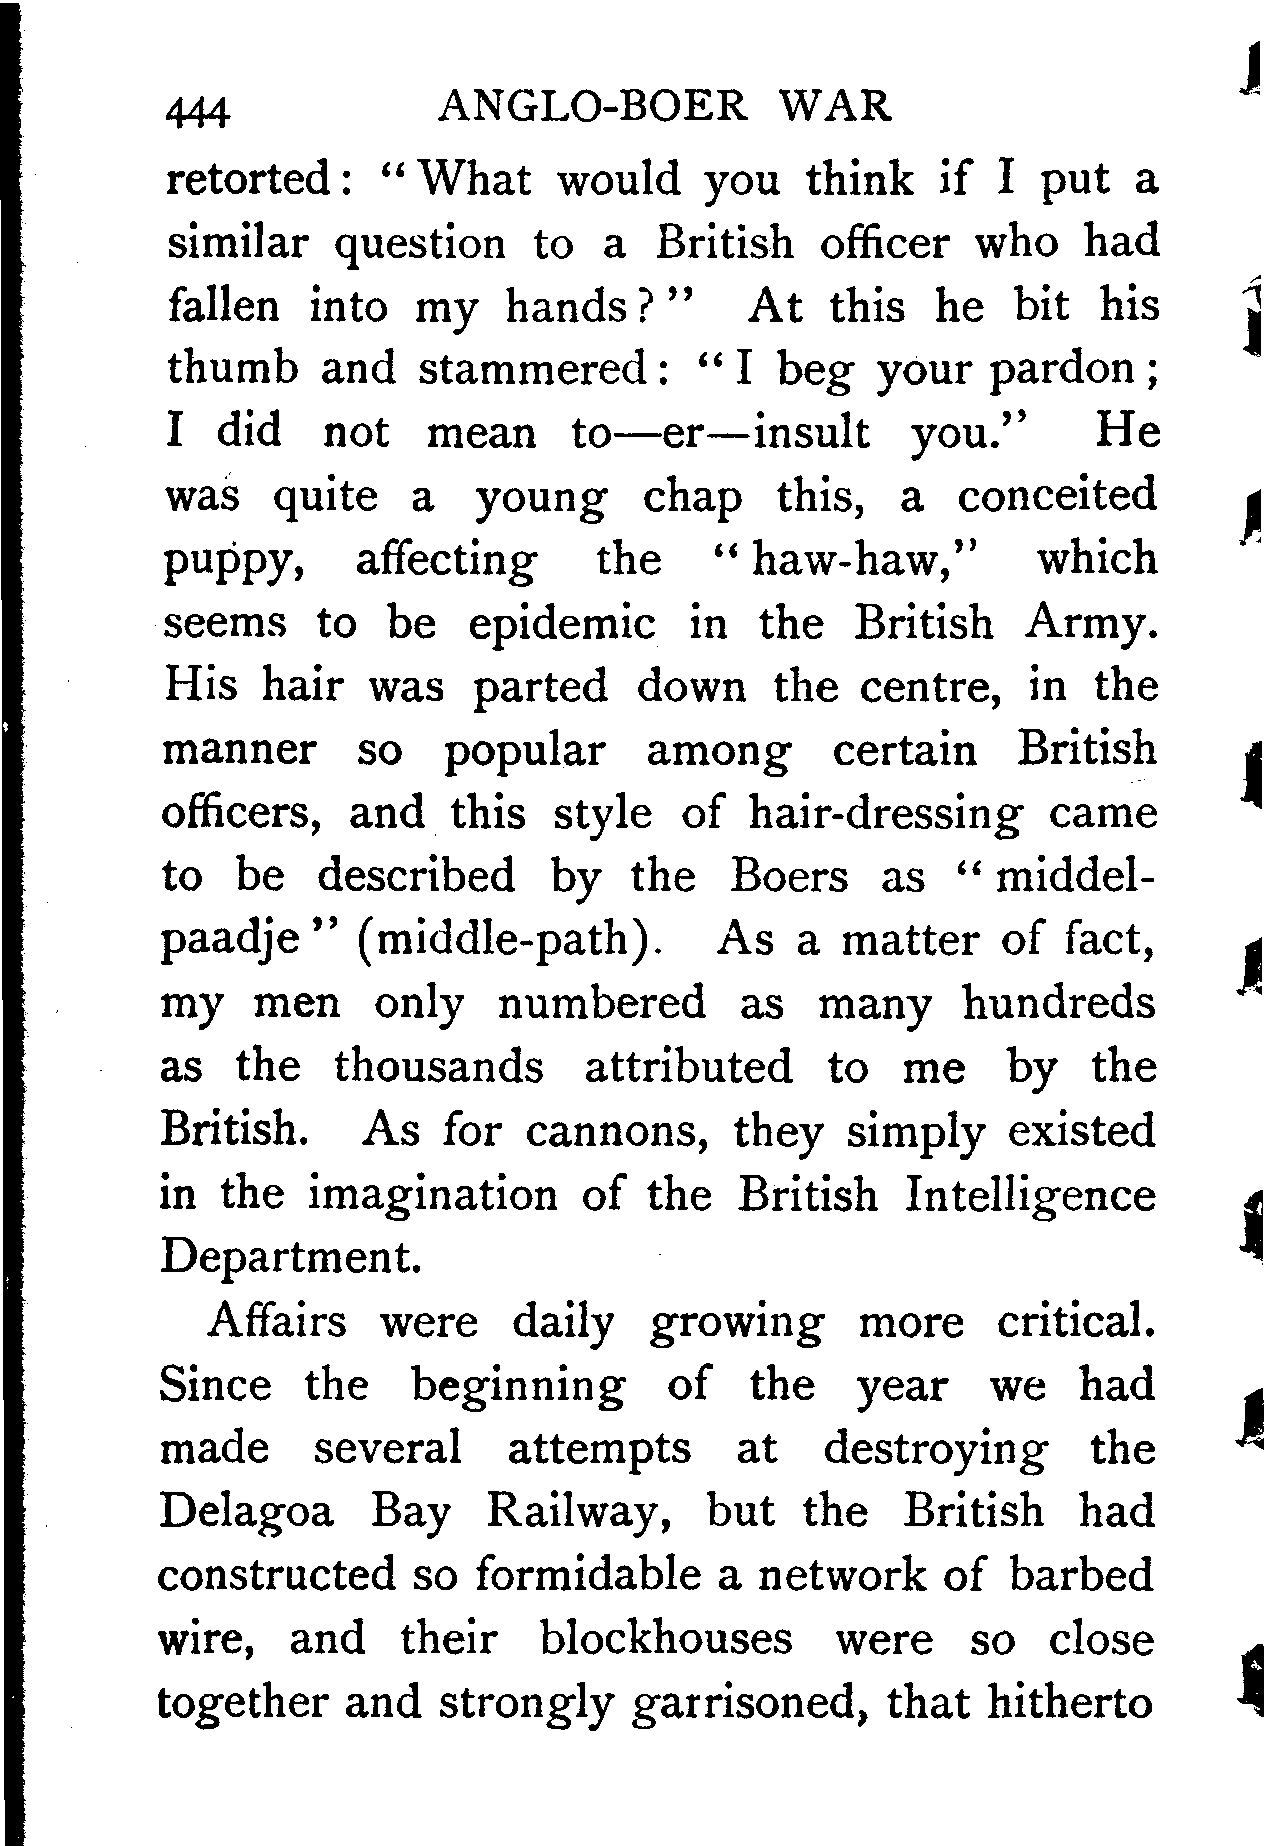 444 ANGLO-BOER WAR
retorted: "What would you think if I put a
similar question to a British officer who had
fallen into my hands?" At this he bit his
thumb and stammered: "I beg your pardon;
I did not mean to—er—insult you." He
was quite a young chap this, a conceited
puppy, affecting the "haw-haw," which
seems to be epidemic in the British Army.
His hair was parted down the centre, in the
manner so popular among certain British
officers, and this style of hair-dressing came
to be described by the Boers as "middel-
paadje" (middle-path). As a matter of fact,
my men only numbered as many hundreds
as the thousands attributed to me by the
British. As for cannons, they simply existed
in the imagination of the British Intelligence
Department.
Affairs were daily growing more critical.
Since the beginning of the year we had
made several attempts at destroying the
Delagoa Bay Railway, but the British had
constructed so formidable a network of barbed
wire, and their blockhouses were so close
together and strongly garrisoned, that hitherto